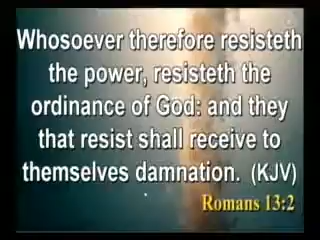 Whosoever therefore resisteth
the power, resisteth the
ordinance of God: and they
that resist shall receive to
themselves damnation. (KJV)
Romans 13:2